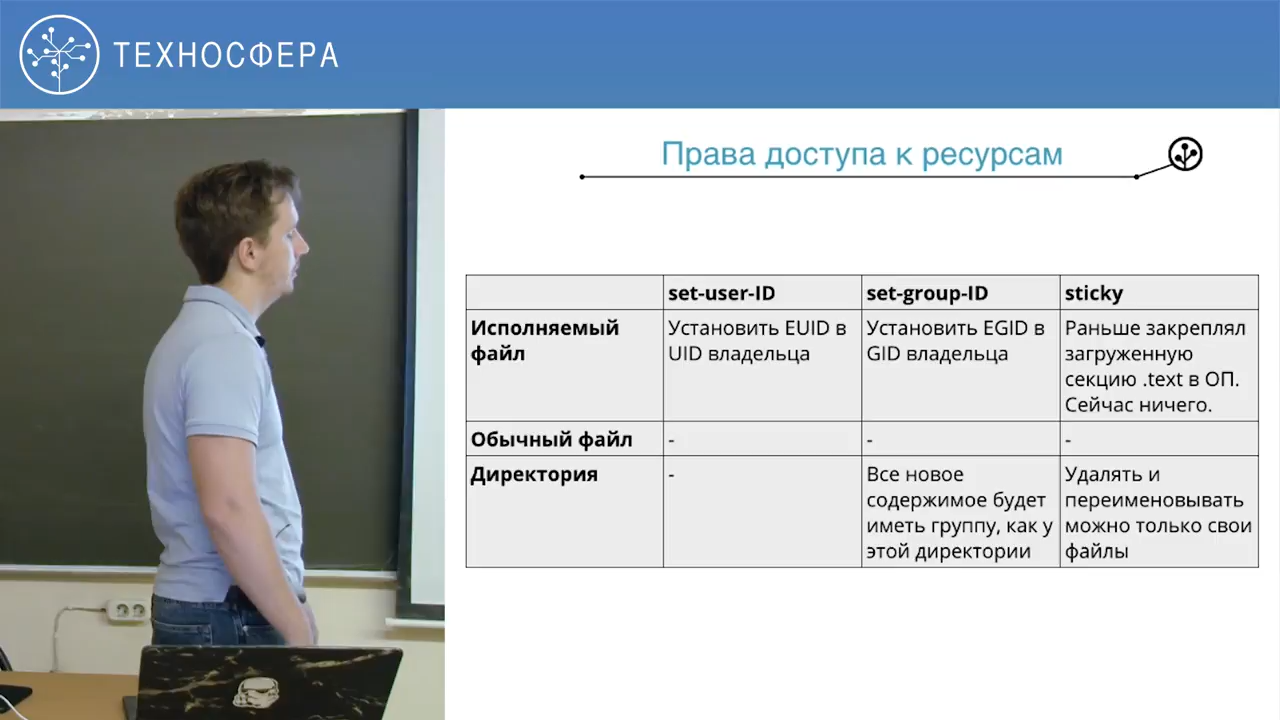 ТЕХНОСФЕРА
Права доступа к ресурсам
set-user-ID
set-group-ID
sticky
Исполняемый
файл
Установить EUID в
UID владельца
Установить EGID в
GID владельца
Раньше закреплял
загруженную
секцию .text в ОП.
Сейчас ничего.
Обычный файл
-
-
-
Директория
-
Все новое
содержимое будет
иметь группу, как у
этой директории
Удалять и
переименовывать
можно только свои
файлы